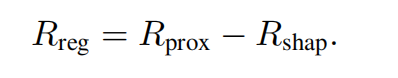 R_reg = R_prox − R_shap.